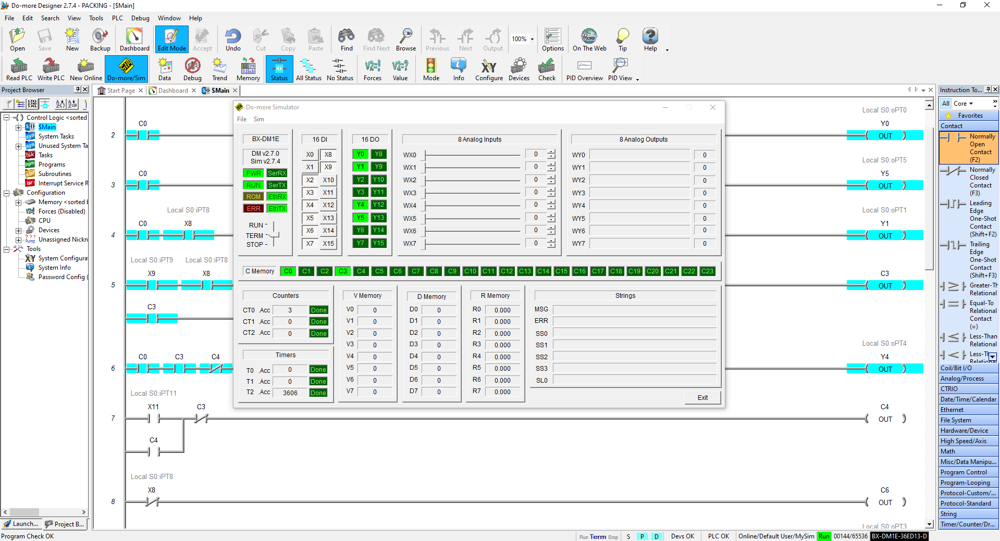 Do-more Designer 2.7.4 - PACKING - [$Main]
File Edit Search View Tools PLC Debug Window Help
Open Save New Backup Dashboard Edit Mode Accept Undo Cut Copy Paste Find Find Next Browse Previous Next Output 100% Options On The Web Tip Help
Read PLC Write PLC New Online Do-more/Sim Data Debug Trend Memory Status All Status No Status Forces Value Mode Info Configure Devices Check PID Overview PID View
Project Browser
Control Logic <sorted
$Main
System Tasks
Unused System Ta
Tasks
Programs
Subroutines
Interrupt Service R
Configuration
Memory <sorted b
Forces (Disabled)
CPU
Devices
Unassigned Nickn
Tools
System Configura
System Info
Password Config (
Launch... Project B...
Start Page Dashboard $Main
2 C0
Local S0:oPT0
Y0
OUT
3 C0
Local S0:oPT5
Y5
OUT
Local S0:iPT8
4 C0 X8
Local S0:oPT1
Y1
OUT
Local S0:iPT9 Local S0:iPT8
5 X9 X8
C3
OUT
C3
6 C0 C3 C4
Local S0:oPT4
Y4
OUT
Local S0:iPT11
7 X11 C3
C4
OUT
C4
Local S0:iPT8
8 X8
C6
OUT
Local S0:oPT3
Do-more Simulator
File Sim
BX-DM1E
DM v2.7.0
Sim v2.7.4
PWR SerRX
RUN SerTX
ROM EthRX
ERR EthTX
RUN
TERM
STOP
16 DI
X0 X8
X1 X9
X2 X10
X3 X11
X4 X12
X5 X13
X6 X14
X7 X15
16 DO
Y0 Y8
Y1 Y9
Y2 Y10
Y3 Y11
Y4 Y12
Y5 Y13
Y6 Y14
Y7 Y15
8 Analog Inputs
WX0 0
WX1 0
WX2 0
WX3 0
WX4 0
WX5 0
WX6 0
WX7 0
8 Analog Outputs
WY0 0
WY1 0
WY2 0
WY3 0
WY4 0
WY5 0
WY6 0
WY7 0
C Memory C0 C1 C2 C3 C4 C5 C6 C7 C8 C9 C10 C11 C12 C13 C14 C15 C16 C17 C18 C19 C20 C21 C22 C23
Counters
CT0 .Acc 3 Done
CT1 .Acc 0 Done
CT2 .Acc 0 Done
Timers
T0 .Acc 0 Done
T1 .Acc 0 Done
T2 .Acc 3606 Done
V Memory
V0 0
V1 0
V2 0
V3 0
V4 0
V5 0
V6 0
V7 0
D Memory
D0 0
D1 0
D2 0
D3 0
D4 0
D5 0
D6 0
D7 0
R Memory
R0 0.000
R1 0.000
R2 0.000
R3 0.000
R4 0.000
R5 0.000
R6 0.000
R7 0.000
Strings
MSG
ERR
SS0
SS1
SS2
SS3
SL0
Exit
Instruction To...
All Core
Favorites
Contact
Normally
Open
Contact
(F2)
Normally
Closed
Contact
(F3)
Leading
Edge
One-Shot
Contact
(Shift+F2)
Trailing
Edge
One-Shot
Contact
(Shift+F3)
Greater-Th
Relational
Equal-To
Relational
Contact
(=)
Less-Than
Relational
Less-Th
Relational
Coil/Bit I/O
Analog/Process
CTRIO
Date/Time/Calendar
Ethernet
File System
Hardware/Device
High Speed/Axis
Math
Misc/Data Manipu...
Program Control
Program-Looping
Protocol-Custom/...
Protocol-Standard
String
Timer/Counter/Dr...
Program Check OK
Run Term Stop S P D Devs OK PLC OK Online/Default User/MySim Run 00144/65536 BX-DM1E-36ED13-D